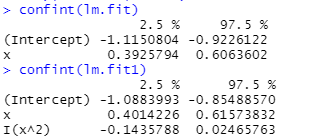 > confint(lm.fit)
2.5 % 97.5 %
(Intercept) -1.1150804 -0.9226122
x 0.3925794 0.6063602
> confint(lm.fit1)
2.5 % 97.5 %
(Intercept) -1.0883993 -0.85488570
x 0.4014226 0.61573832
I(x^2) -0.1435788 0.02465763